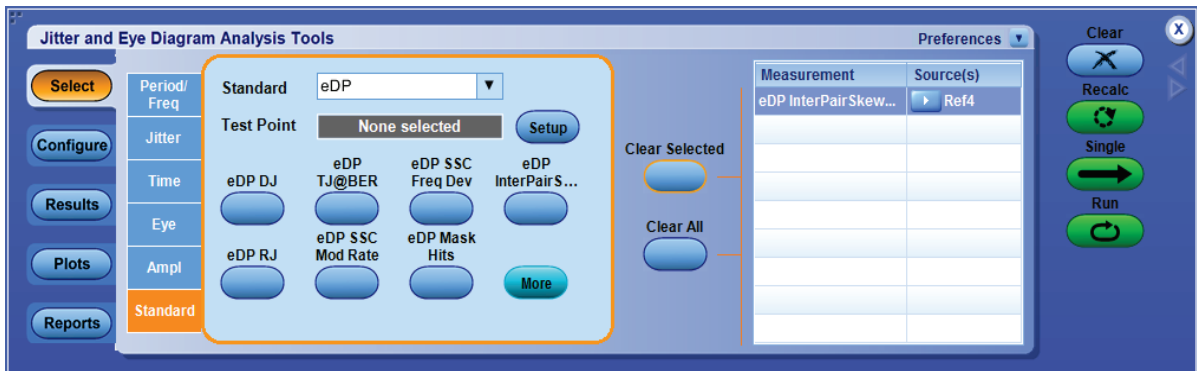 Jitter and Eye Diagram Analysis Tools
Preferences
Clear
X
Select
Configure
Results
Plots
Reports
Period/
Freq
Jitter
Time
Eye
Ampl
Standard
Standard eDP
Test Point None selected Setup
eDP DJ
eDP
TJ@BER
eDP SSC
Freq Dev
eDP
InterPairS...
eDP RJ
eDP SSC
Mod Rate
eDP Mask
Hits
More
Clear Selected
Clear All
Measurement Source(s)
eDP InterPairSkew... Ref4
Recalc
Single
Run